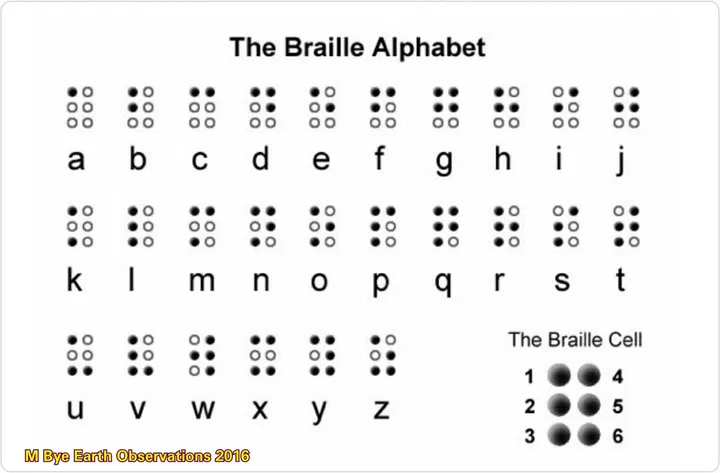 The Braille Alphabet
a b c d e f g h i j
k l m n o p q r s t
u v w x y z
The Braille Cell
1 4
2 5
3 6
M Bye Earth Observations 2016